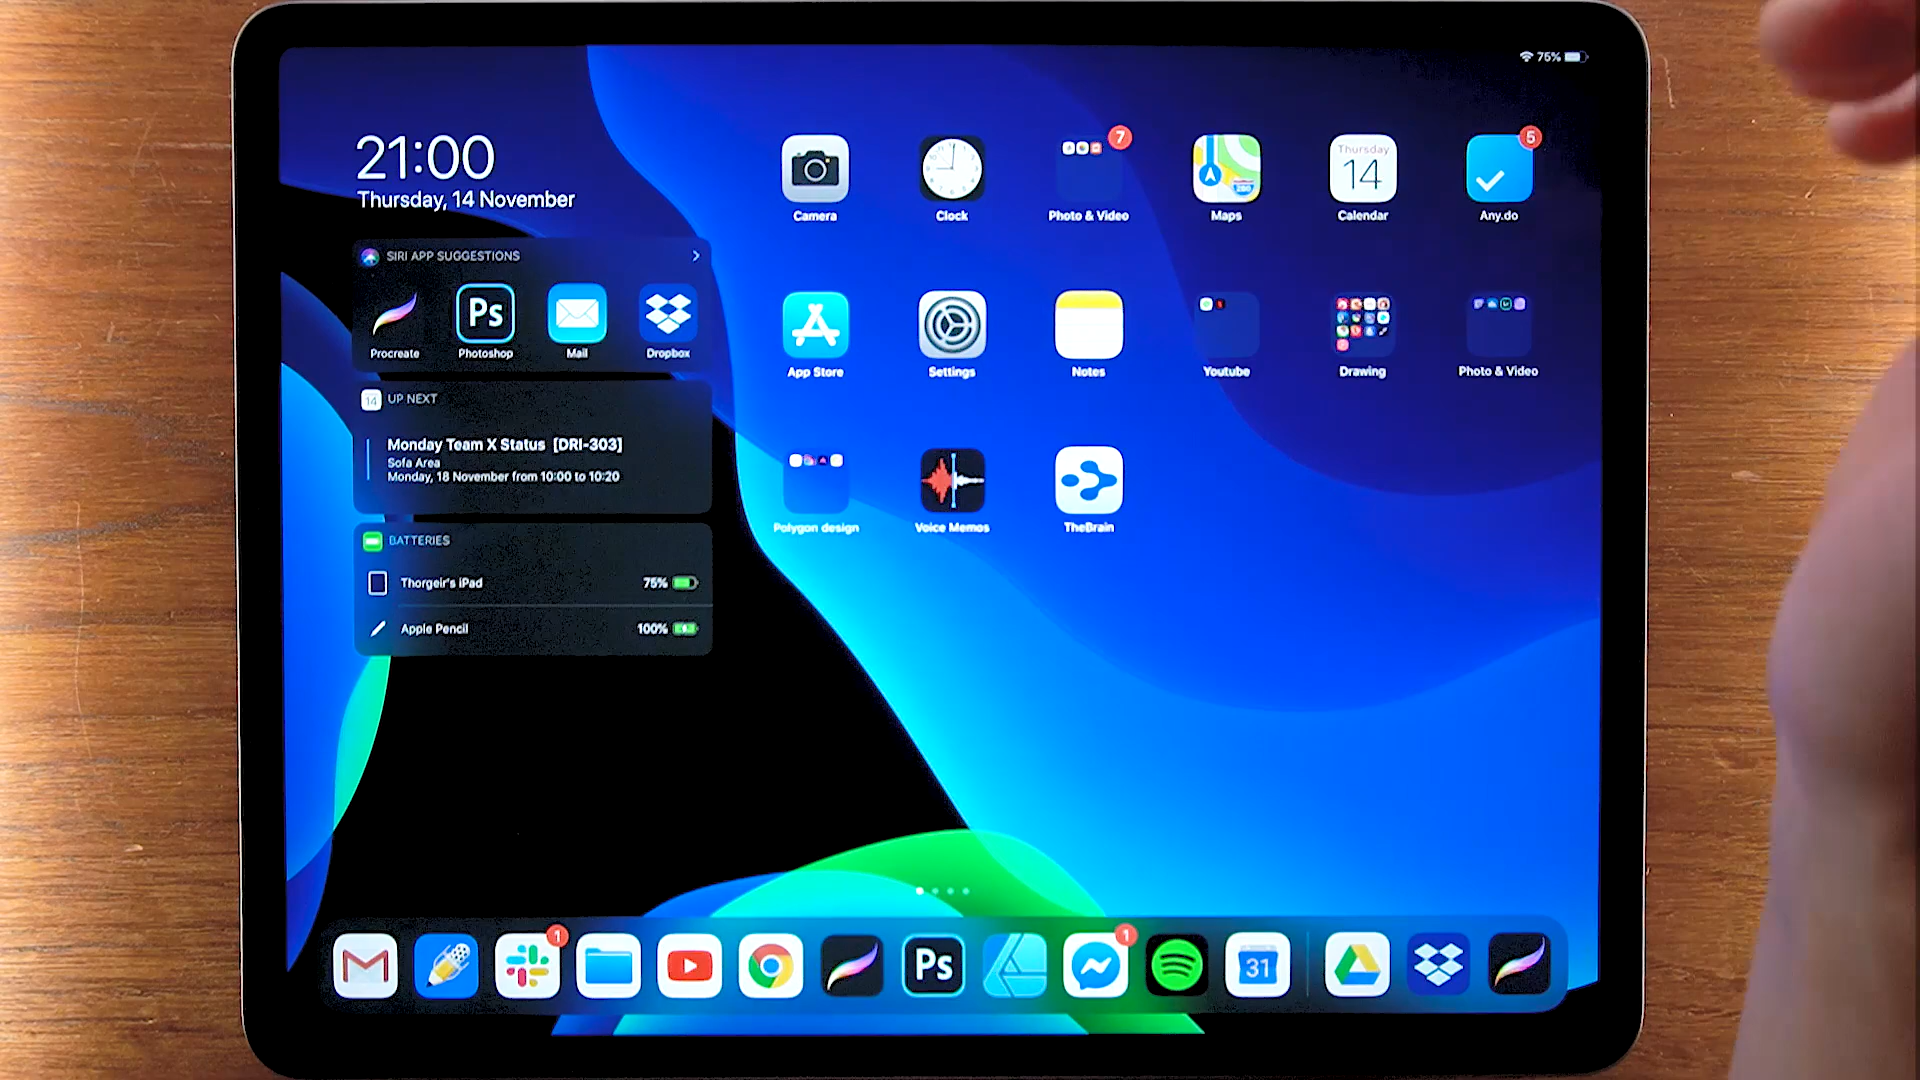 75%
21:00
Thursday, 14 November
SIRI APP SUGGESTIONS
Ps
Procreate
Photoshop
Mail
Dropbox
14
UP NEXT
Monday Team X Status [DRI-303]
Sofa Area
Monday, 18 November from 10:00 to 10:20
BATTERIES
Thorgeir's iPad
75%
Apple Pencil
100%
7
Thursday
14
5
Camera
Clock
Photo & Video
280
Maps
Calendar
Any.do
App Store
Settings
Notes
Youtube
Drawing
Photo & Video
Polygon design
Voice Memos
TheBrain
1
Ps
1
31